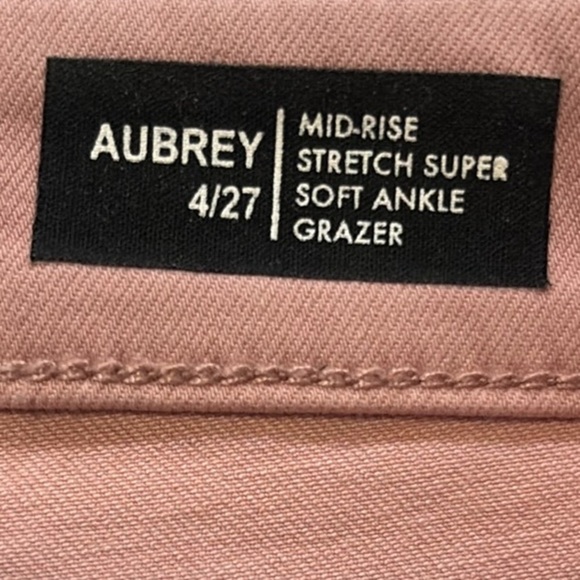 AUBREY
4/27
MID-RISE
STRETCH SUPER
SOFT ANKLE
GRAZER